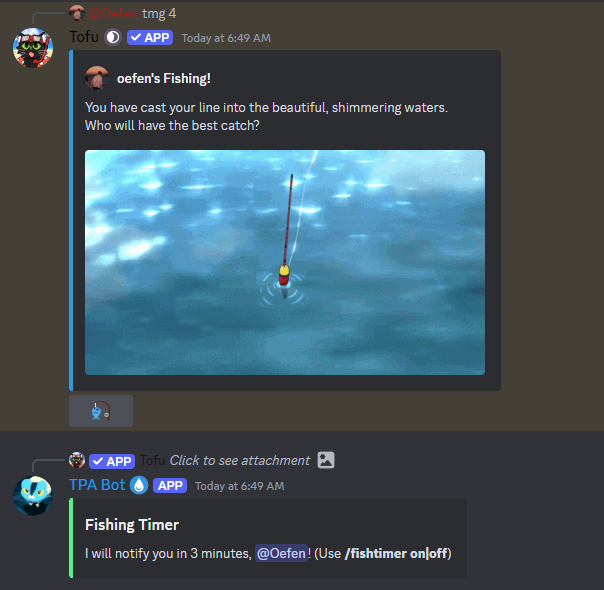 @Oefen tmg 4
Tofu APP Today at 6:49 AM
oefen's Fishing!
You have cast your line into the beautiful, shimmering waters.
Who will have the best catch?
APP Tofu Click to see attachment
TPA Bot APP Today at 6:49 AM
Fishing Timer
I will notify you in 3 minutes, @Oefen! (Use /fishtimer on|off)